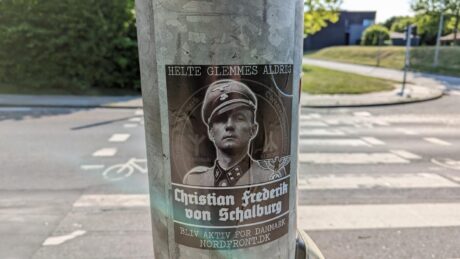 HELTE GLEMMES ALDRIG
Christian Frederik
von Schalburg
BLIV AKTIV FOR DANMARK
NORDFRONT.DK